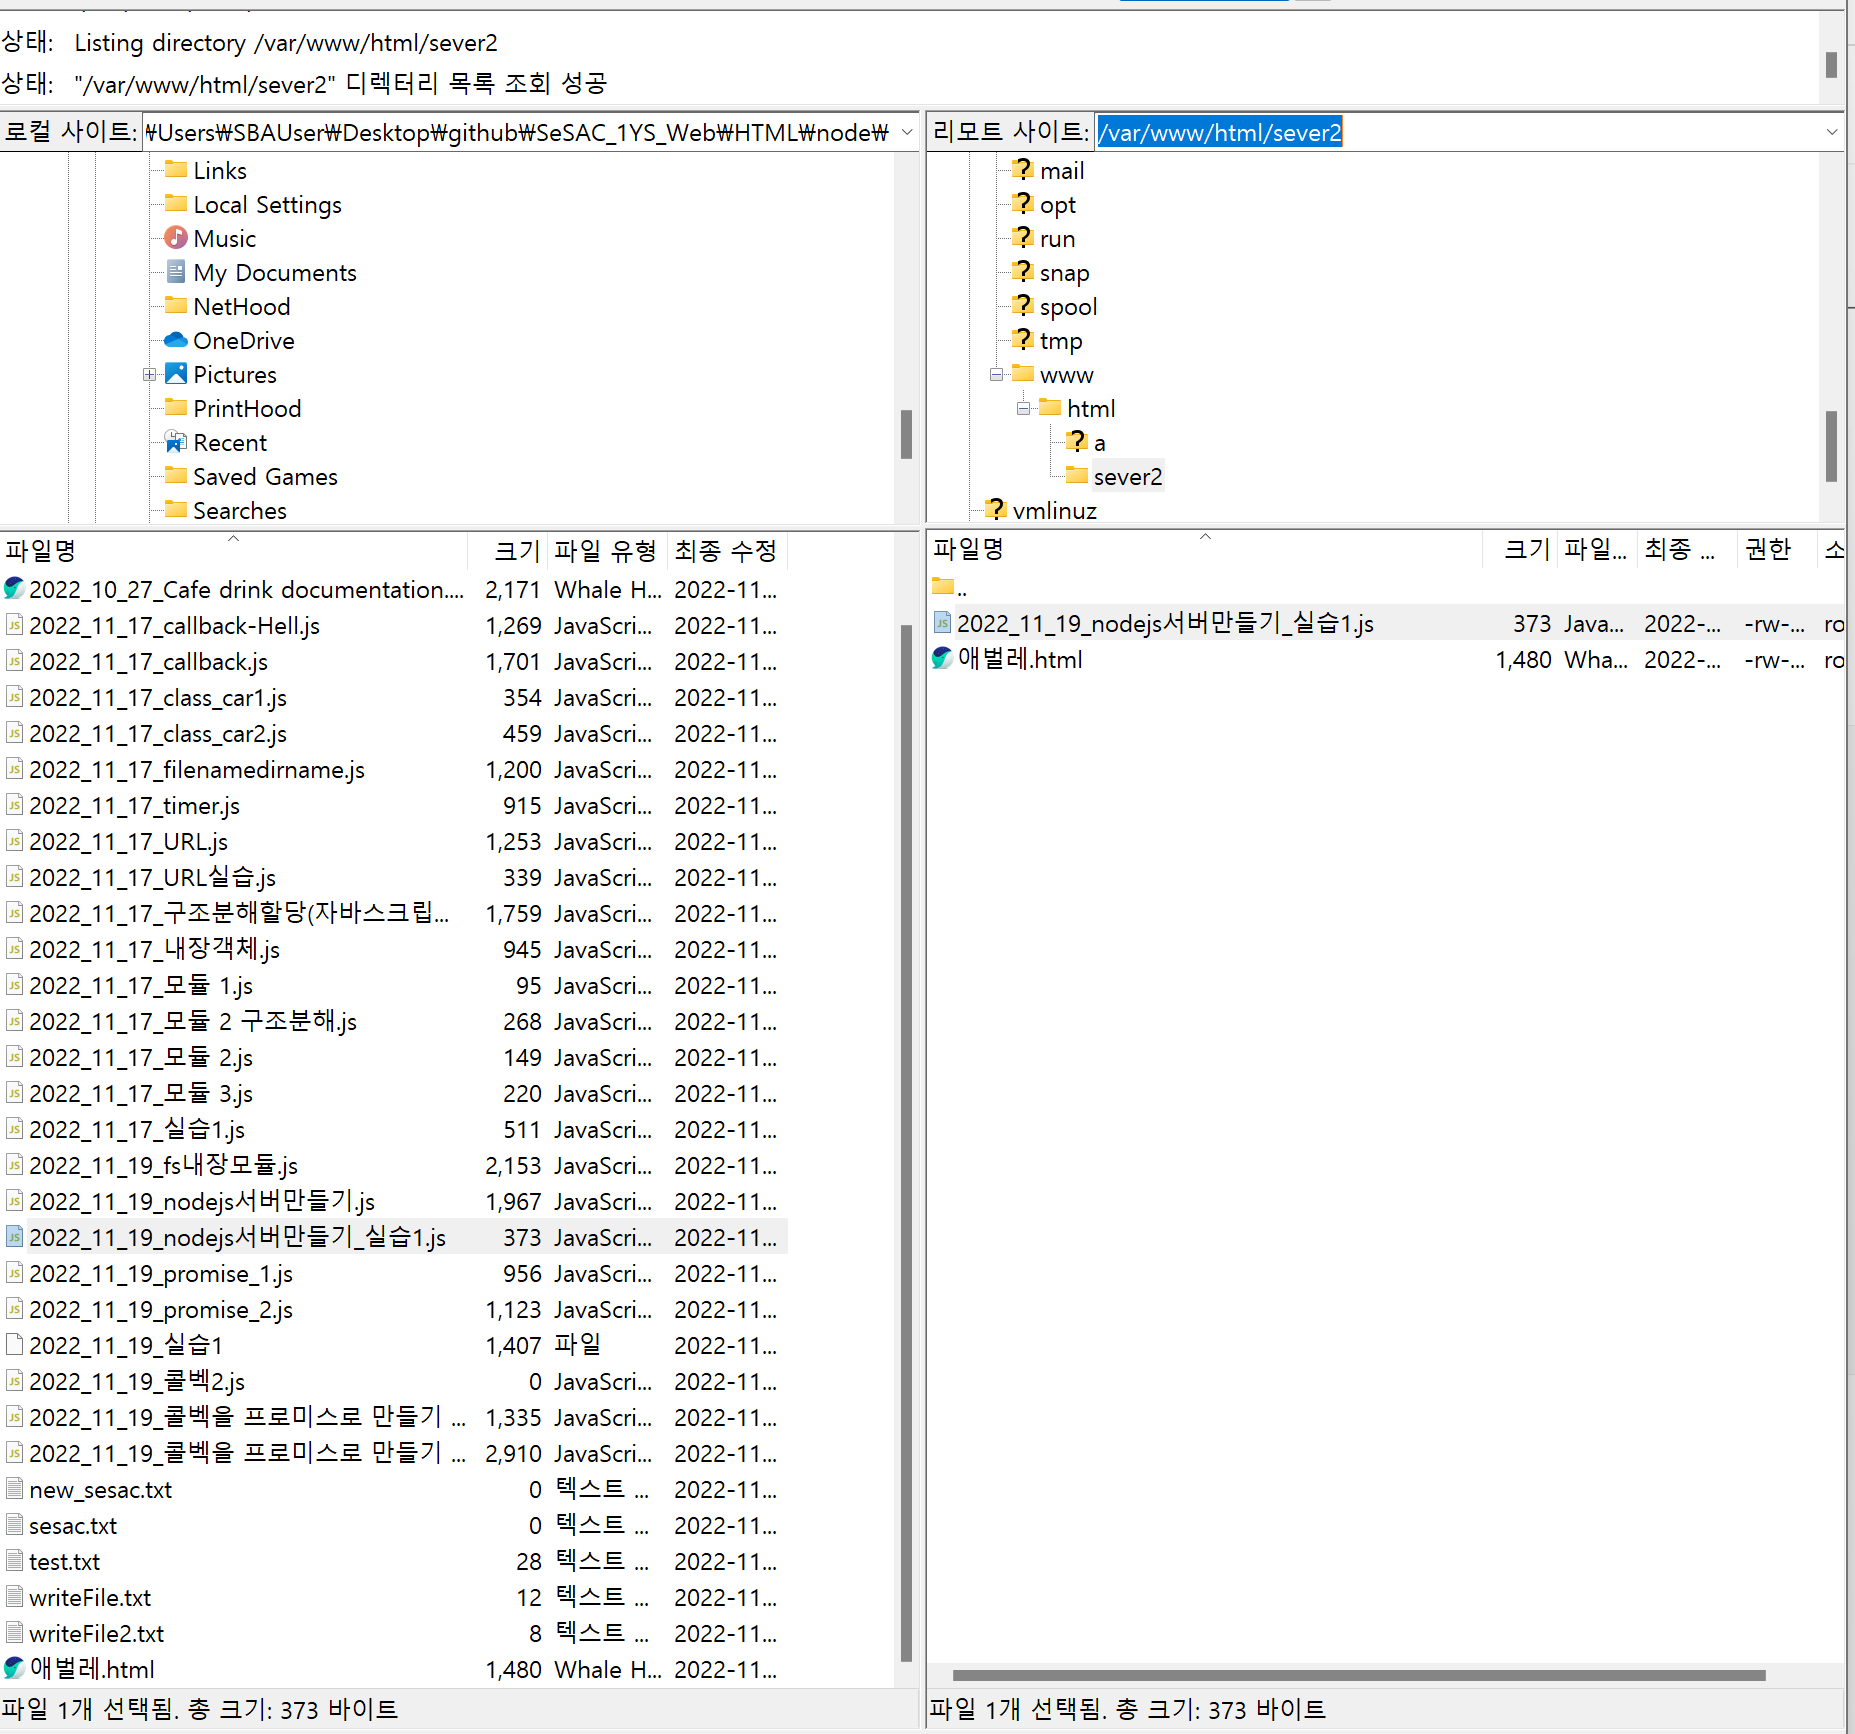 상태: Listing directory /var/www/html/sever2
상태: "/var/www/html/sever2" 디렉터리 목록 조회 성공
로컬 사이트: ₩Users₩SBAUser₩Desktop₩github₩SeSAC_1YS_Web₩HTML₩node₩
Links
Local Settings
Music
My Documents
NetHood
OneDrive
Pictures
PrintHood
Recent
Saved Games
Searches
리모트 사이트: /var/www/html/sever2
mail
opt
run
snap
spool
tmp
www
html
a
sever2
vmlinuz
파일명 크기 파일 유형 최종 수정
2022_10_27_Cafe drink documentation.... 2,171 Whale H... 2022-11...
2022_11_17_callback-Hell.js 1,269 JavaScri... 2022-11...
2022_11_17_callback.js 1,701 JavaScri... 2022-11...
2022_11_17_class_car1.js 354 JavaScri... 2022-11...
2022_11_17_class_car2.js 459 JavaScri... 2022-11...
2022_11_17_filenamedirname.js 1,200 JavaScri... 2022-11...
2022_11_17_timer.js 915 JavaScri... 2022-11...
2022_11_17_URL.js 1,253 JavaScri... 2022-11...
2022_11_17_URL실습.js 339 JavaScri... 2022-11...
2022_11_17_구조분해할당(자바스크립... 1,759 JavaScri... 2022-11...
2022_11_17_내장객체.js 945 JavaScri... 2022-11...
2022_11_17_모듈 1.js 95 JavaScri... 2022-11...
2022_11_17_모듈 2 구조분해.js 268 JavaScri... 2022-11...
2022_11_17_모듈 2.js 149 JavaScri... 2022-11...
2022_11_17_모듈 3.js 220 JavaScri... 2022-11...
2022_11_17_실습1.js 511 JavaScri... 2022-11...
2022_11_19_fs내장모듈.js 2,153 JavaScri... 2022-11...
2022_11_19_nodejs서버만들기.js 1,967 JavaScri... 2022-11...
2022_11_19_nodejs서버만들기_실습1.js 373 JavaScri... 2022-11...
2022_11_19_promise_1.js 956 JavaScri... 2022-11...
2022_11_19_promise_2.js 1,123 JavaScri... 2022-11...
2022_11_19_실습1 1,407 파일 2022-11...
2022_11_19_콜벡2.js 0 JavaScri... 2022-11...
2022_11_19_콜벡을 프로미스로 만들기 ... 1,335 JavaScri... 2022-11...
2022_11_19_콜벡을 프로미스로 만들기 ... 2,910 JavaScri... 2022-11...
new_sesac.txt 0 텍스트 ... 2022-11...
sesac.txt 0 텍스트 ... 2022-11...
test.txt 28 텍스트 ... 2022-11...
writeFile.txt 12 텍스트 ... 2022-11...
writeFile2.txt 8 텍스트 ... 2022-11...
애벌레.html 1,480 Whale H... 2022-11...
파일 1개 선택됨. 총 크기: 373 바이트
파일명 크기 파일... 최종 ... 권한 소
..
2022_11_19_nodejs서버만들기_실습1.js 373 Java... 2022-... -rw-... ro
애벌레.html 1,480 Wha... 2022-... -rw-... ro
파일 1개 선택됨. 총 크기: 373 바이트